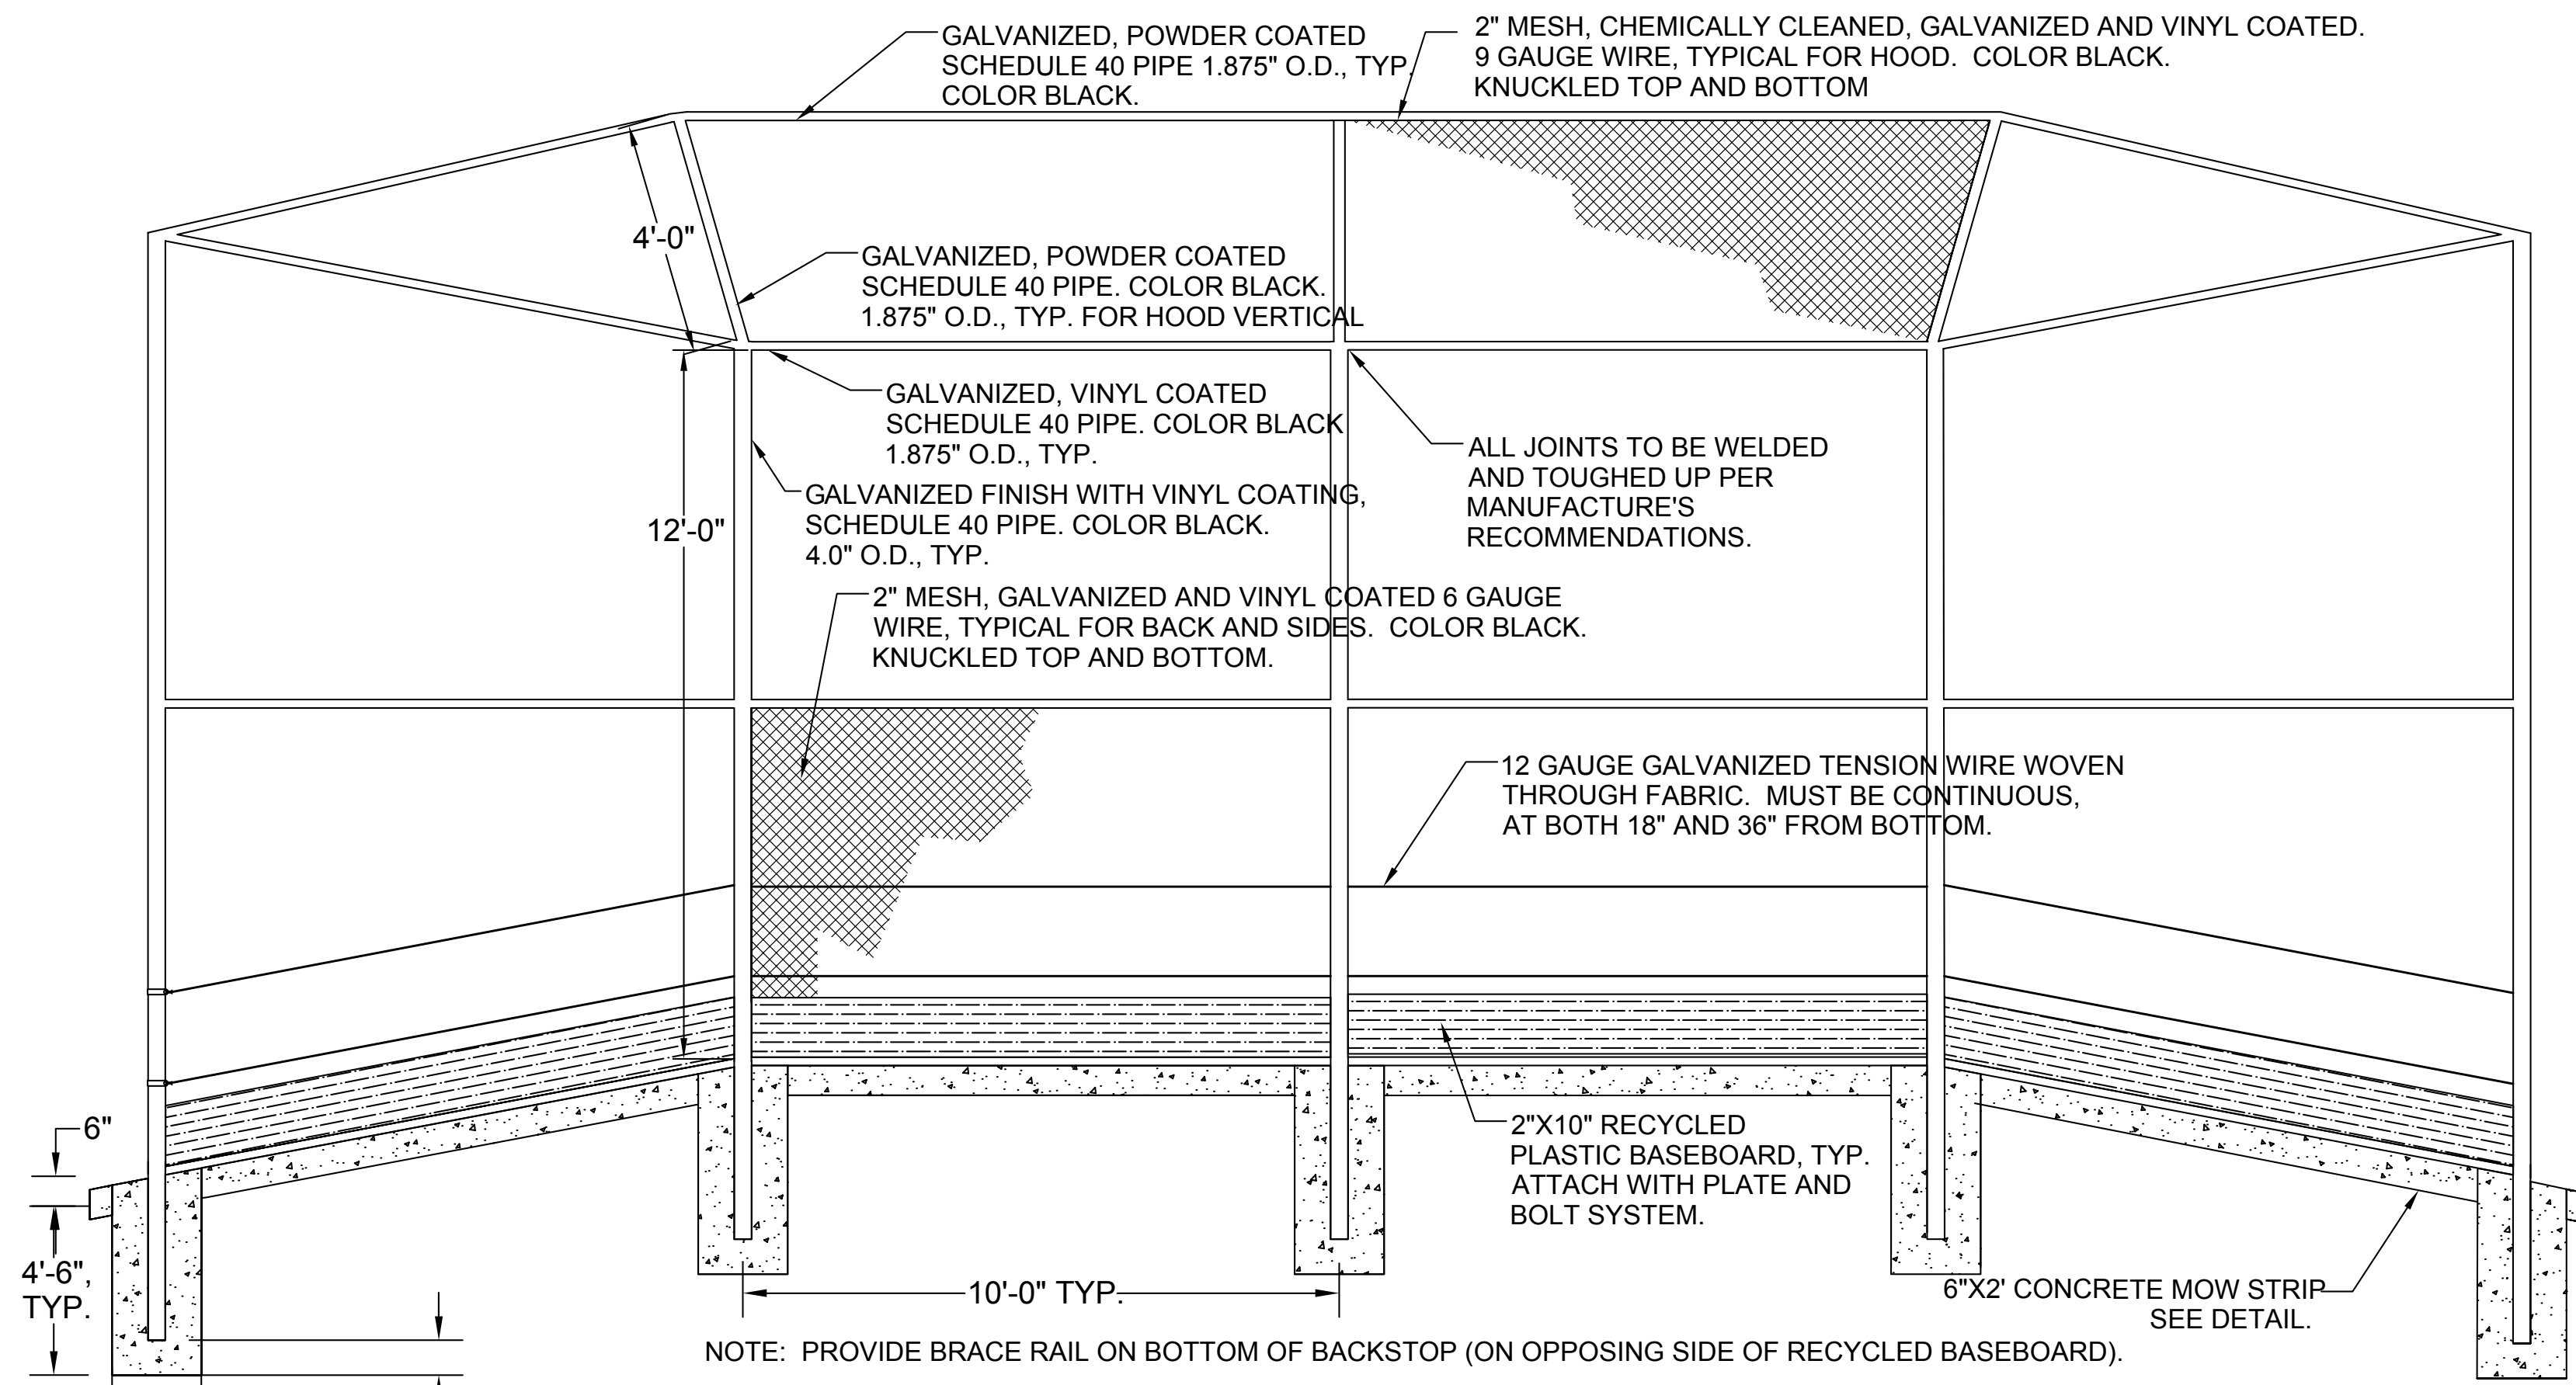 GALVANIZED, POWDER COATED
SCHEDULE 40 PIPE 1.875" O.D., TYP.
COLOR BLACK.
2" MESH, CHEMICALLY CLEANED, GALVANIZED AND VINYL COATED.
9 GAUGE WIRE, TYPICAL FOR HOOD.  COLOR BLACK.
KNUCKLED TOP AND BOTTOM
4'-0"
GALVANIZED, POWDER COATED
SCHEDULE 40 PIPE. COLOR BLACK.
1.875" O.D., TYP. FOR HOOD VERTICAL
GALVANIZED, VINYL COATED
SCHEDULE 40 PIPE. COLOR BLACK
1.875" O.D., TYP.
ALL JOINTS TO BE WELDED
AND TOUGHED UP PER
MANUFACTURE'S
RECOMMENDATIONS.
GALVANIZED FINISH WITH VINYL COATING,
SCHEDULE 40 PIPE. COLOR BLACK.
4.0" O.D., TYP.
12'-0"
2" MESH, GALVANIZED AND VINYL COATED 6 GAUGE
WIRE, TYPICAL FOR BACK AND SIDES.  COLOR BLACK.
KNUCKLED TOP AND BOTTOM.
12 GAUGE GALVANIZED TENSION WIRE WOVEN
THROUGH FABRIC.  MUST BE CONTINUOUS,
AT BOTH 18" AND 36" FROM BOTTOM.
6"
2"X10" RECYCLED
PLASTIC BASEBOARD, TYP.
ATTACH WITH PLATE AND
BOLT SYSTEM.
4'-6",
TYP.
10'-0" TYP.
6"X2' CONCRETE MOW STRIP
SEE DETAIL.
NOTE:  PROVIDE BRACE RAIL ON BOTTOM OF BACKSTOP (ON OPPOSING SIDE OF RECYCLED BASEBOARD).